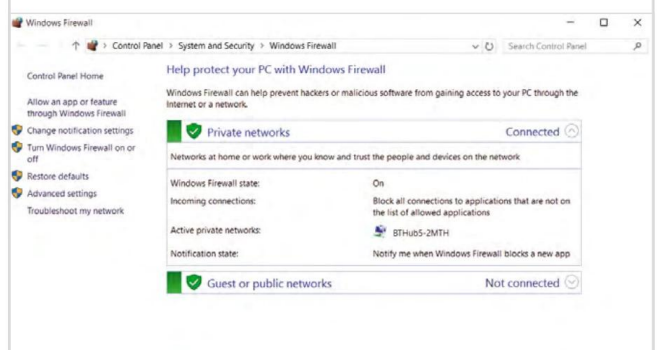 Windows Firewall
Control Panel > System and Security > Windows Firewall
Search Control Panel
Control Panel Home
Allow an app or feature
through Windows Firewall
Change notification settings
Turn Windows Firewall on or
off
Restore defaults
Advanced settings
Troubleshoot my network
Help protect your PC with Windows Firewall
Windows Firewall can help prevent hackers or malicious software from gaining access to your PC through the
Internet or a network.
Private networks Connected
Networks at home or work where you know and trust the people and devices on the network
Windows Firewall state: On
Incoming connections: Block all connections to applications that are not on
the list of allowed applications
Active private networks: BTHub5-2MTH
Notification state: Notify me when Windows Firewall blocks a new app
Guest or public networks Not connected